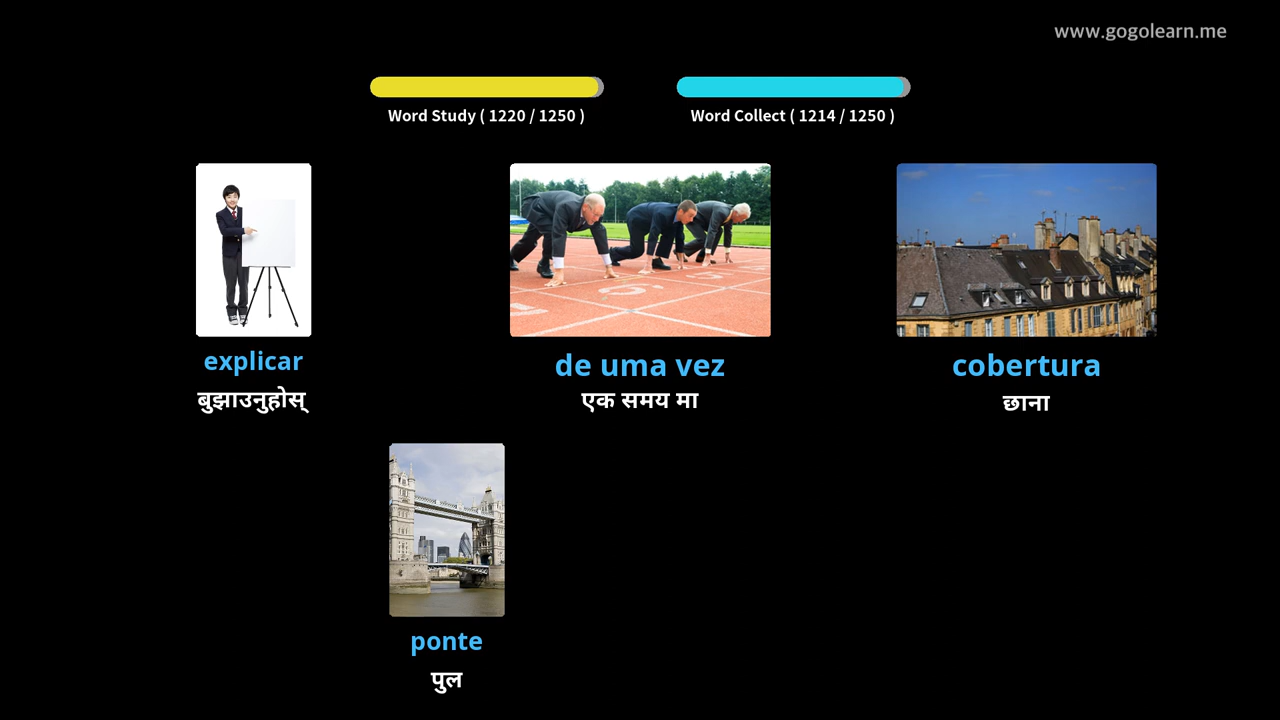 www.gogolearn.me
Word Study ( 1220 / 1250 )
Word Collect ( 1214 / 1250 )
explicar
बुझाउनुहोस्
de uma vez
एक समय मा
cobertura
छाना
ponte
पुल